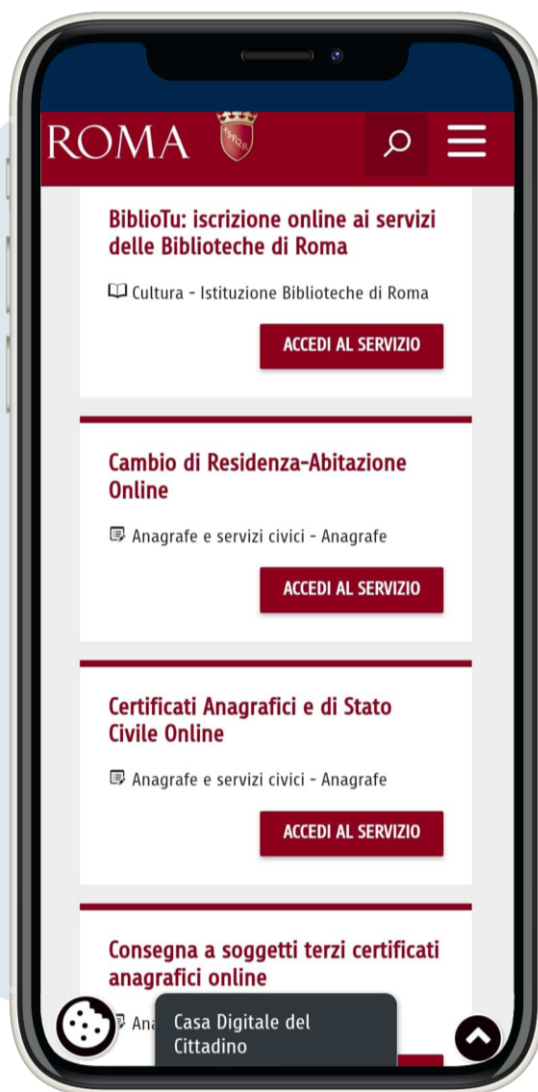 ROMA
BiblioTu: iscrizione online ai servizi
delle Biblioteche di Roma
Cultura - Istituzione Biblioteche di Roma
ACCEDI AL SERVIZIO
Cambio di Residenza-Abitazione
Online
Anagrafe e servizi civici - Anagrafe
ACCEDI AL SERVIZIO
Certificati Anagrafici e di Stato
Civile Online
Anagrafe e servizi civici - Anagrafe
ACCEDI AL SERVIZIO
Consegna a soggetti terzi certificati
anagrafici online
Casa Digitale del
Cittadino